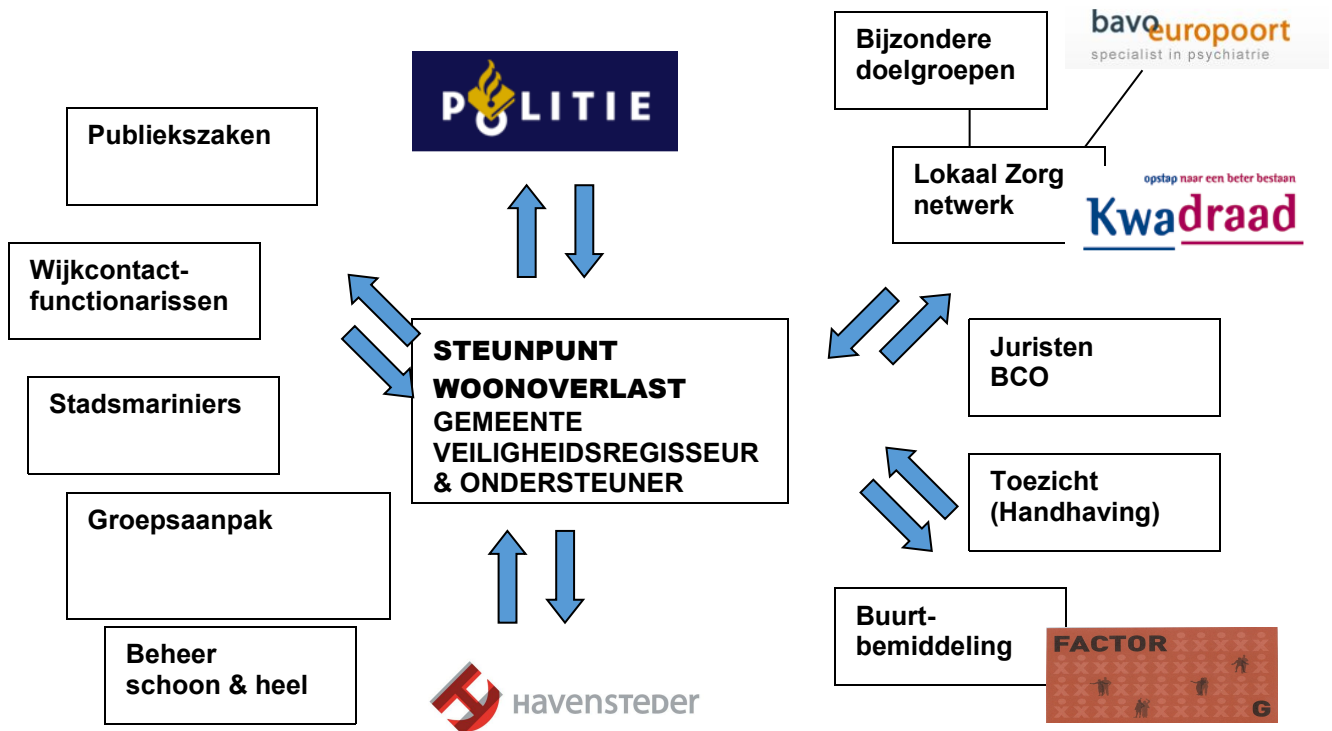 POLITIE
Bijzondere
doelgroepen
bavo europoort
specialist in psychiatrie
Publiekszaken
Lokaal Zorg
netwerk
opstap naar een beter bestaan
Kwadraad
Wijkcontact-
functionarissen
STEUNPUNT
WOONOVERLAST
GEMEENTE
VEILIGHEIDSREGISSEUR
& ONDERSTEUNER
Juristen
BCO
Stadsmariniers
Toezicht
(Handhaving)
Groepsaanpak
Buurt-
bemiddeling
FACTOR
G
Beheer
schoon & heel
HAVENSTEDER